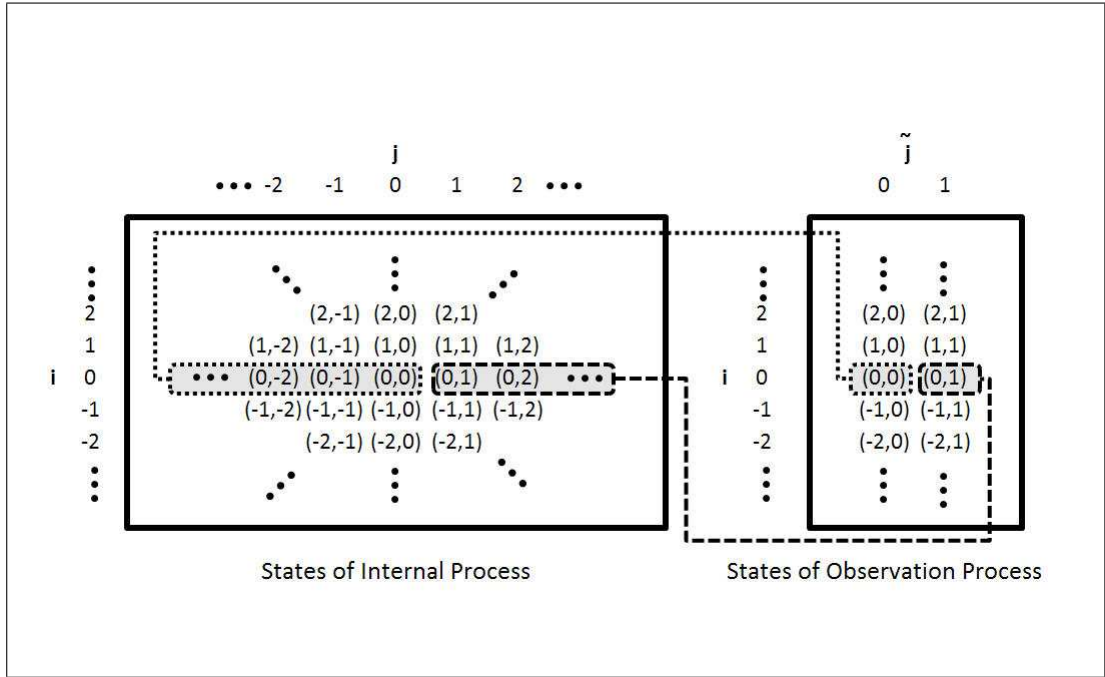 j
••• -2 -1 0 1 2 •••
~
j
0 1
2 (2,-1) (2,0) (2,1)
1 (1,-2) (1,-1) (1,0) (1,1) (1,2)
i 0 ••• (0,-2) (0,-1) (0,0) (0,1) (0,2) •••
-1 (-1,-2) (-1,-1) (-1,0) (-1,1) (-1,2)
-2 (-2,-1) (-2,0) (-2,1)
States of Internal Process
2 (2,0) (2,1)
1 (1,0) (1,1)
i 0 (0,0) (0,1)
-1 (-1,0) (-1,1)
-2 (-2,0) (-2,1)
States of Observation Process